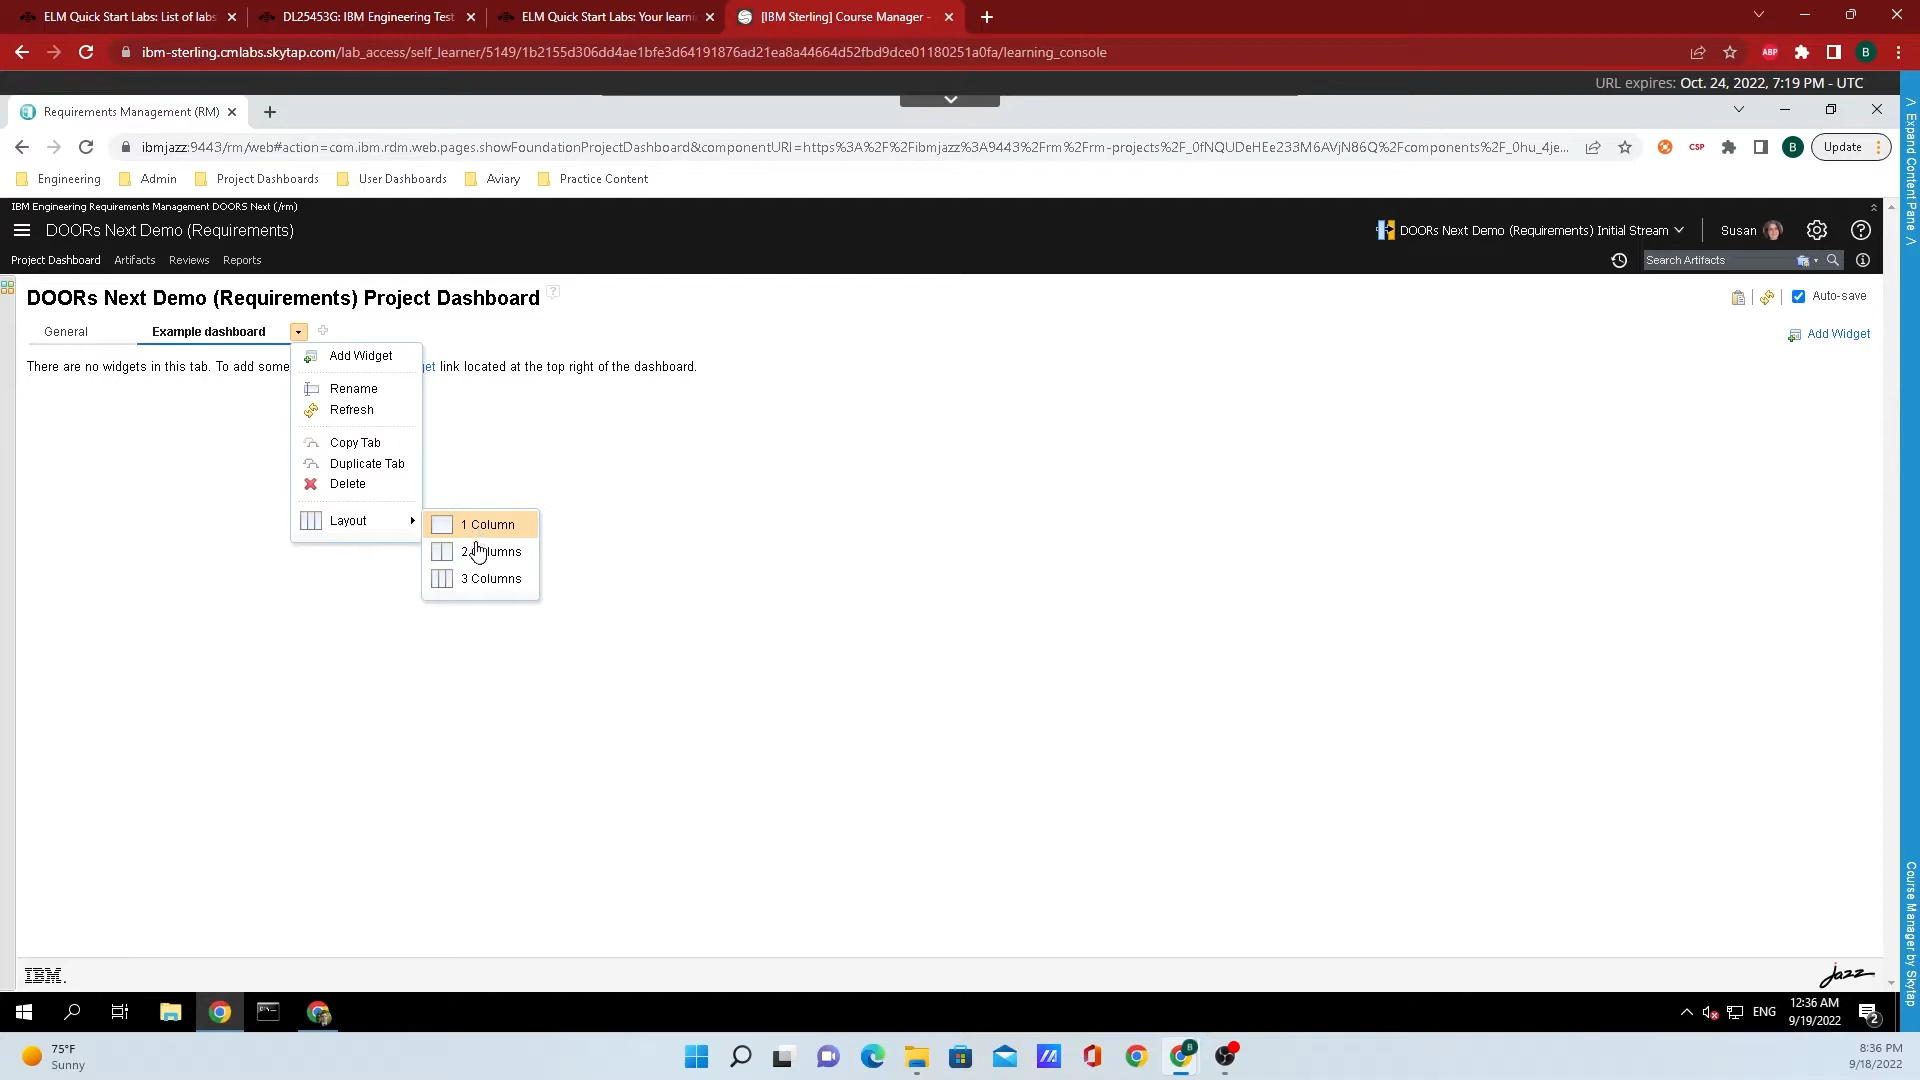 ELM Quick Start Labs: List of labs
DL25453G: IBM Engineering Test
ELM Quick Start Labs: Your learni
[IBM Sterling] Course Manager -
ibm-sterling.cmlabs.skytap.com/lab_access/self_learner/5149/1b2155d306dd4ae1bfe3d64191876ad21ea8a44664d52fbd9dce01180251a0fa/learning_console
ABP
B
URL expires: Oct. 24, 2022, 7:19 PM - UTC
Requirements Management (RM)
ibmjazz:9443/rm/web#action=com.ibm.rdm.web.pages.showFoundationProjectDashboard&componentURI=https%3A%2F%2Fibmjazz%3A9443%2Frm%2Frm-projects%2F_0fNQUDeHEe233M6AVjN86Q%2Fcomponents%2F_0hu_4je...
CSP
B
Update
Engineering
Admin
Project Dashboards
User Dashboards
Aviary
Practice Content
IBM Engineering Requirements Management DOORS Next (/rm)
DOORs Next Demo (Requirements)
DOORs Next Demo (Requirements) Initial Stream
Susan
Project Dashboard
Artifacts
Reviews
Reports
Search Artifacts
DOORs Next Demo (Requirements) Project Dashboard
?
Auto-save
General
Example dashboard
Add Widget
There are no widgets in this tab. To add some
get link located at the top right of the dashboard.
Add Widget
Rename
Refresh
Copy Tab
Duplicate Tab
Delete
Layout
1 Column
2 Columns
3 Columns
IBM.
Jazz
Λ Expand Content Pane Λ
Course Manager by Skytap
ENG
12:36 AM
9/19/2022
2
75°F
Sunny
B
8:36 PM
9/18/2022